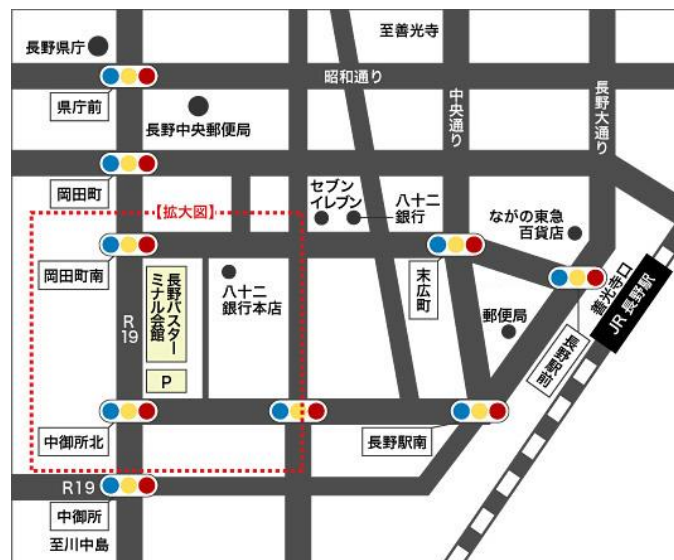 至善光寺
長野県庁
昭和通り
県庁前
長野中央郵便局
中央通り
長野大通り
岡田町
【拡大図】
セブン
イレブン
八十二
銀行
ながの東急
百貨店
岡田町南
長野バスター
ミナル会館
八十二
銀行本店
末広町
善光寺口
JR 長野駅
R
19
郵便局
長野駅前
P
中御所北
長野駅南
R19
中御所
至川中島